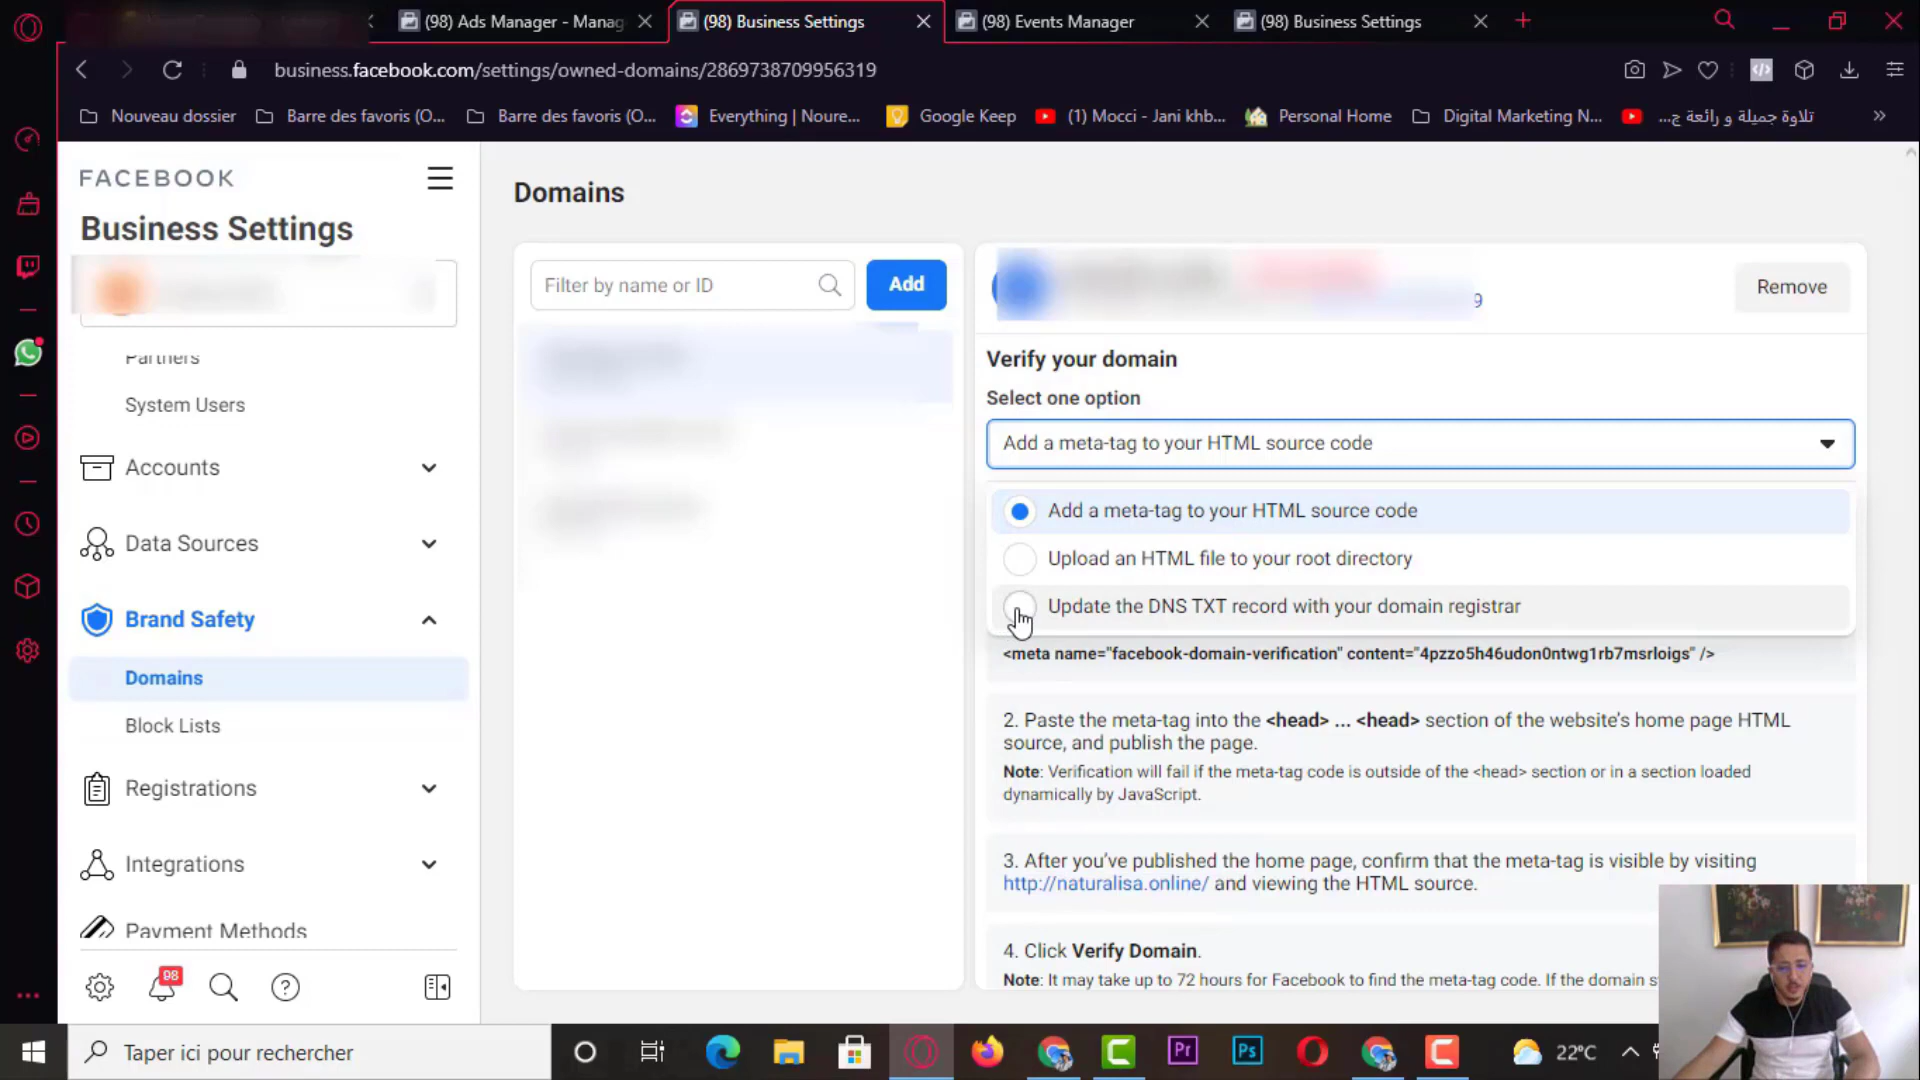 (98) Ads Manager - Manag
(98) Business Settings
(98) Events Manager
(98) Business Settings
business.facebook.com/settings/owned-domains/2869738709956319
Nouveau dossier
Barre des favoris (O...
Barre des favoris (O...
Everything | Noure...
Google Keep
(1) Mocci - Jani khb...
Personal Home
Digital Marketing N...
تلاوة جميلة و رائعة ج...
FACEBOOK
Business Settings
Partners
System Users
Accounts
Data Sources
Brand Safety
Domains
Block Lists
Registrations
Integrations
Payment Methods
98
Domains
Filter by name or ID
Add
9
Remove
Verify your domain
Select one option
Add a meta-tag to your HTML source code
Add a meta-tag to your HTML source code
Upload an HTML file to your root directory
Update the DNS TXT record with your domain registrar
<meta name="facebook-domain-verification" content="4pzzo5h46udon0ntwg1rb7msrloigs" />
2. Paste the meta-tag into the <head> ... <head> section of the website's home page HTML
source, and publish the page.
Note: Verification will fail if the meta-tag code is outside of the <head> section or in a section loaded
dynamically by JavaScript.
3. After you've published the home page, confirm that the meta-tag is visible by visiting
http://naturalisa.online/ and viewing the HTML source.
4. Click Verify Domain.
Note: It may take up to 72 hours for Facebook to find the meta-tag code. If the domain s
Taper ici pour rechercher
Pr
Ps
22°C